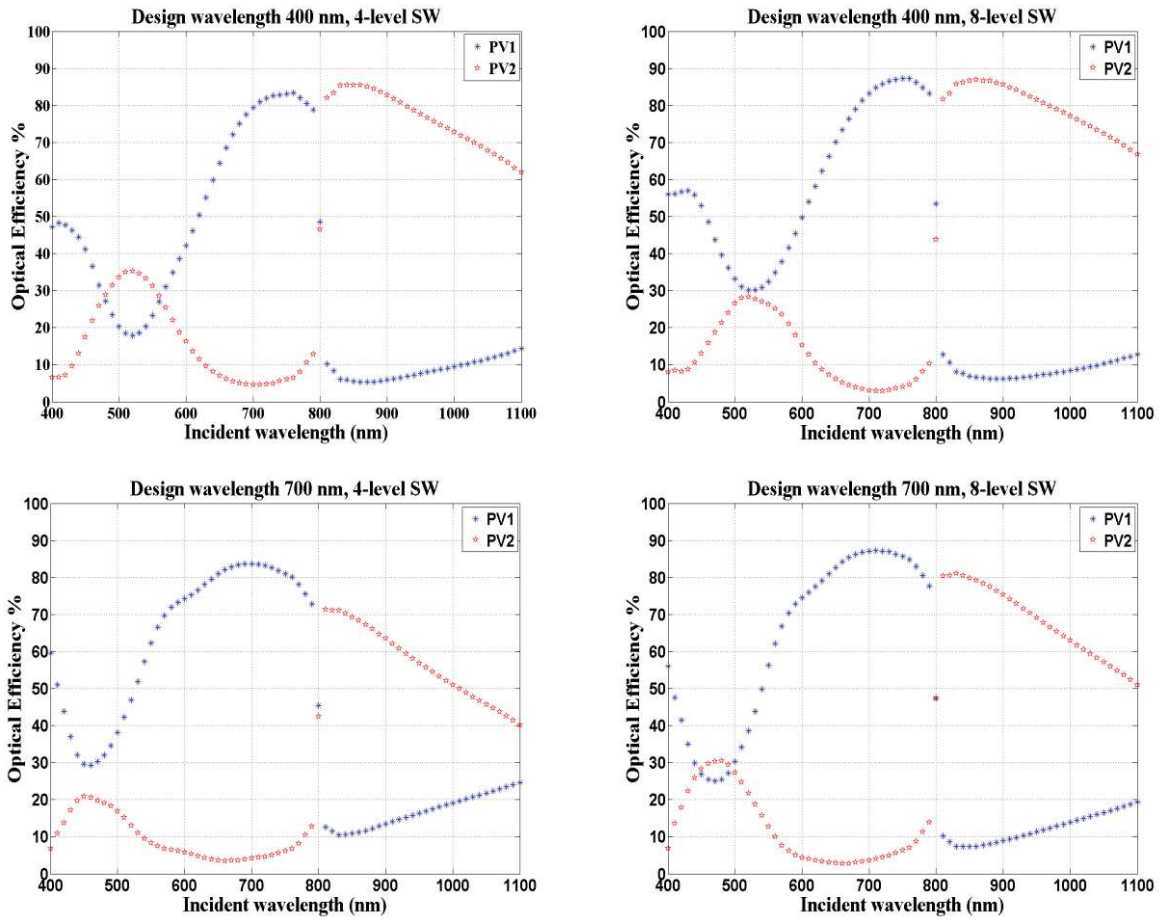 Design wavelength 400 nm, 4-level SW
Optical Efficiency %
100
90
80
70
60
50
40
30
20
10
0
PV1
PV2
400 500 600 700 800 900 1000 1100
Incident wavelength (nm)
Design wavelength 400 nm, 8-level SW
Optical Efficiency %
100
90
80
70
60
50
40
30
20
10
0
PV1
PV2
400 500 600 700 800 900 1000 1100
Incident wavelength (nm)
Design wavelength 700 nm, 4-level SW
Optical Efficiency %
100
90
80
70
60
50
40
30
20
10
0
PV1
PV2
400 500 600 700 800 900 1000 1100
Incident wavelength (nm)
Design wavelength 700 nm, 8-level SW
Optical Efficiency %
100
90
80
70
60
50
40
30
20
10
0
PV1
PV2
400 500 600 700 800 900 1000 1100
Incident wavelength (nm)